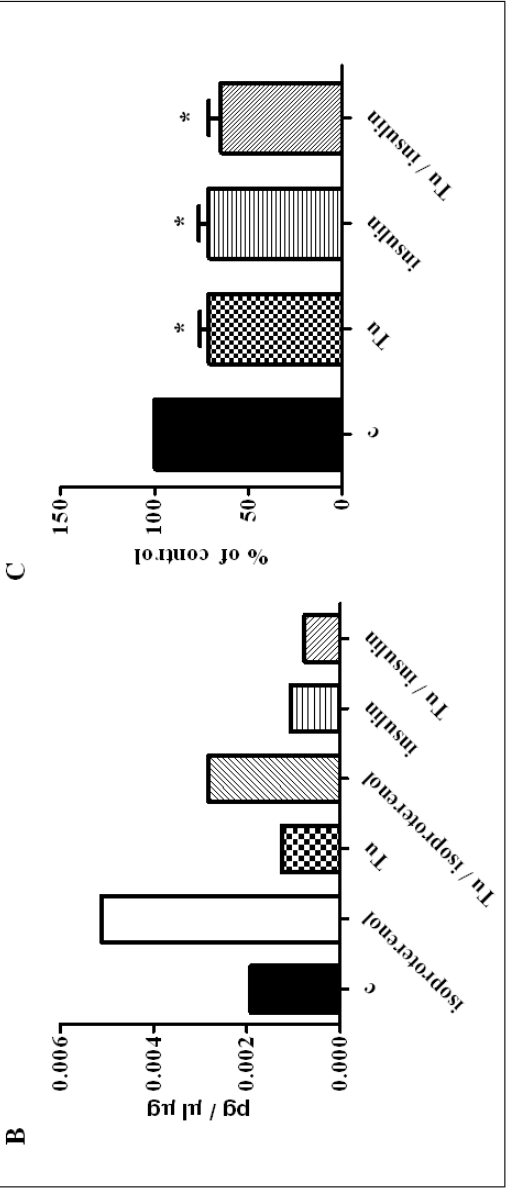 B
0.006
0.004
0.002
0.000
pg / µl µg
c
isoproterenol
Tu
Tu / isoproterenol
insulin
Tu / insulin
C
150
100
50
0
% of control
c
Tu
insulin
Tu / insulin
*
*
*